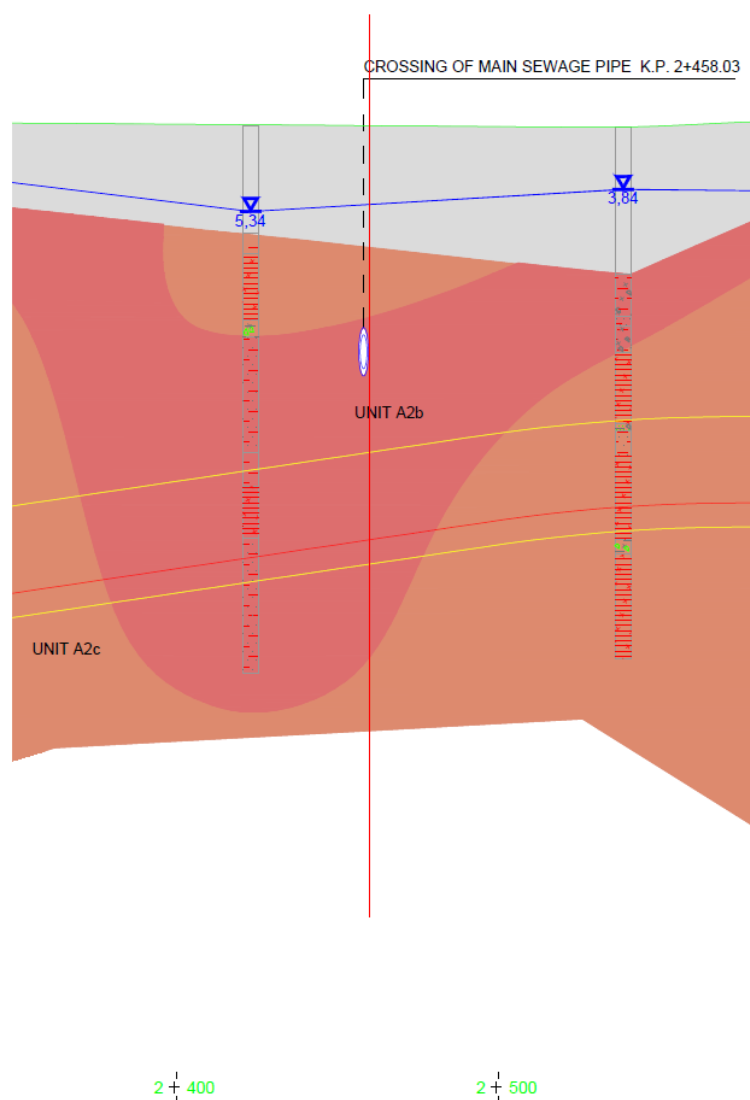 CROSSING OF MAIN SEWAGE PIPE K.P. 2+458.03
5,34
3,84
UNIT A2b
UNIT A2c
2+400
2+500